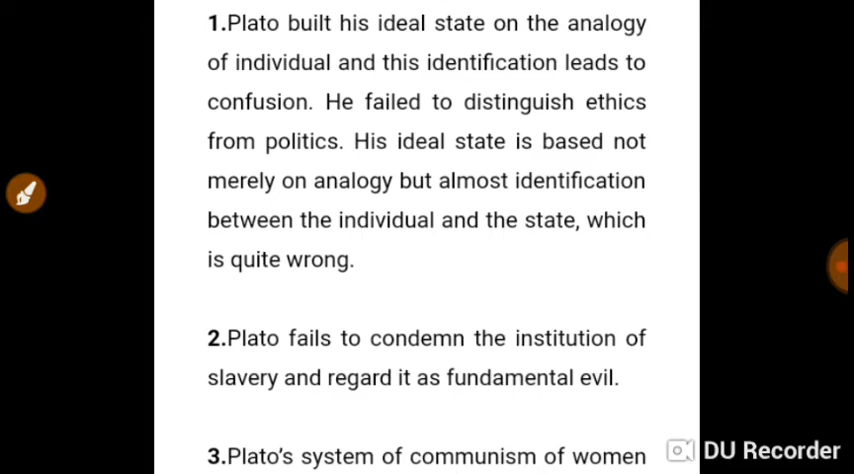 1.Plato built his ideal state on the analogy
of individual and this identification leads to
confusion. He failed to distinguish ethics
from politics. His ideal state is based not
merely on analogy but almost identification
between the individual and the state, which
is quite wrong.
2.Plato fails to condemn the institution of
slavery and regard it as fundamental evil.
3.Plato's system of communism of women
DU Recorder